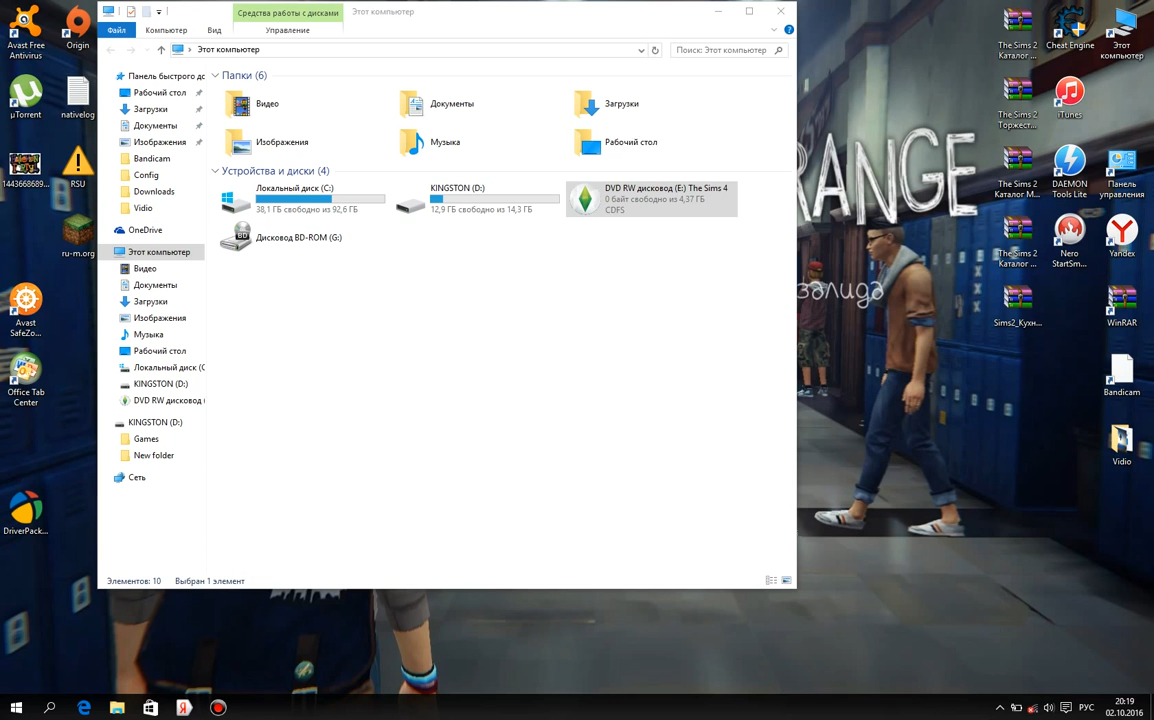 Avast Free
Antivirus
Origin
µTorrent
nativelog
1443668689...
RSU
ru-m.org
Avast
SafeZo...
Office Tab
Center
DriverPack...
Средства работы с дисками
Этот компьютер
Файл
Компьютер
Вид
Управление
Этот компьютер
Поиск: Этот компьютер
Панель быстрого до
Рабочий стол
Загрузки
Документы
Изображения
Bandicam
Config
Downloads
Vidio
OneDrive
Этот компьютер
Видео
Документы
Загрузки
Изображения
Музыка
Рабочий стол
Локальный диск (C
KINGSTON (D:)
DVD RW дисковод (
KINGSTON (D:)
Games
New folder
Сеть
Папки (6)
Видео
Документы
Загрузки
Изображения
Музыка
Рабочий стол
Устройства и диски (4)
Локальный диск (C:)
38,1 ГБ свободно из 92,6 ГБ
KINGSTON (D:)
12,9 ГБ свободно из 14,3 ГБ
DVD RW дисковод (E:) The Sims 4
0 байт свободно из 4,37 ГБ
CDFS
BD
Дисковод BD-ROM (G:)
Элементов: 10
Выбран 1 элемент
RANGE
залида
The Sims 2
Каталог ...
Cheat Engine
Этот
компьютер
The Sims 2
Торжест...
iTunes
The Sims 2
Каталог М...
DAEMON
Tools Lite
Панель
управления
The Sims 2
Каталог ...
Nero
StartSm...
Yandex
Sims2_Кухн...
WinRAR
Bandicam
Vidio
РУС
20:19
02.10.2016